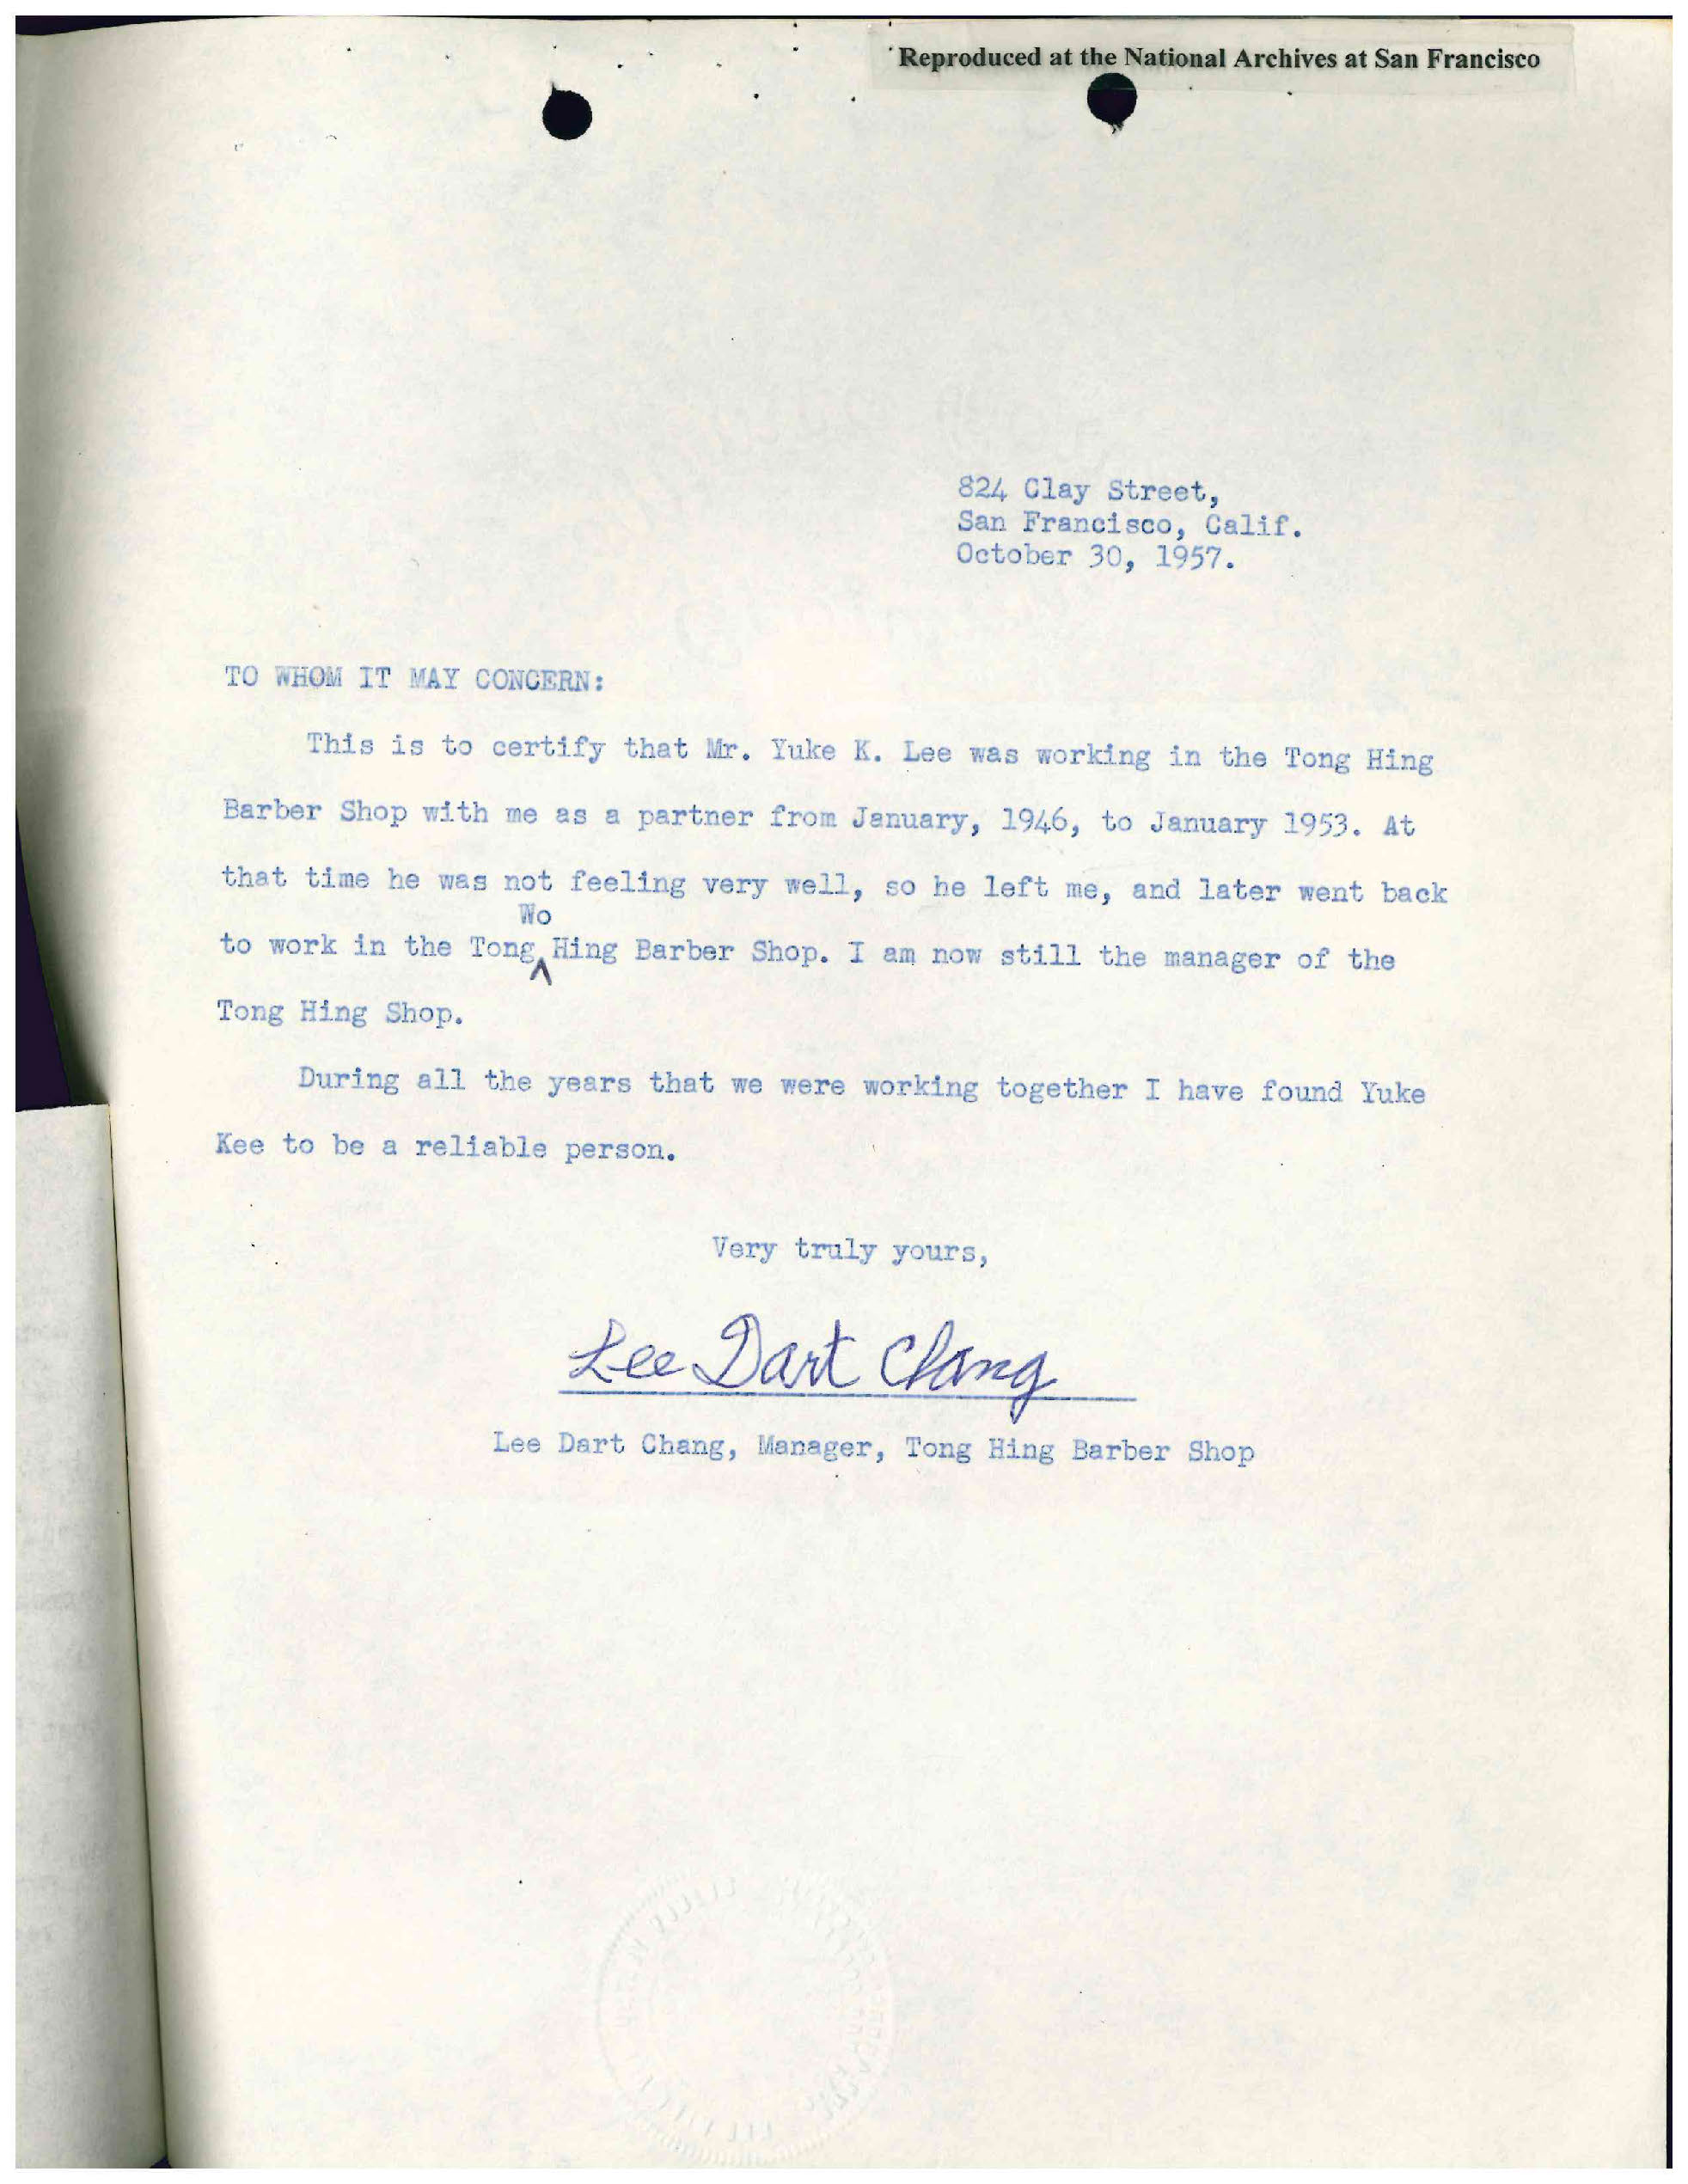 Reproduced at the National Archives at San Francisco
824 Clay Street,
San Francisco, Calif.
October 30, 1957.
TO WHOM IT MAY CONCERN:
This is to certify that Mr. Yuke K. Lee was working in the Tong Hing
Barber Shop with me as a partner from January, 1946, to January 1953. At
that time he was not feeling very well, so he left me, and later went back
Wo
to work in the Tong Hing Barber Shop. I am now still the manager of the
Tong Hing Shop.
During all the years that we were working together I have found Yuke
Kee to be a reliable person.
Very truly yours,
Lee Dart Chang
Lee Dart Chang, Manager, Tong Hing Barber Shop